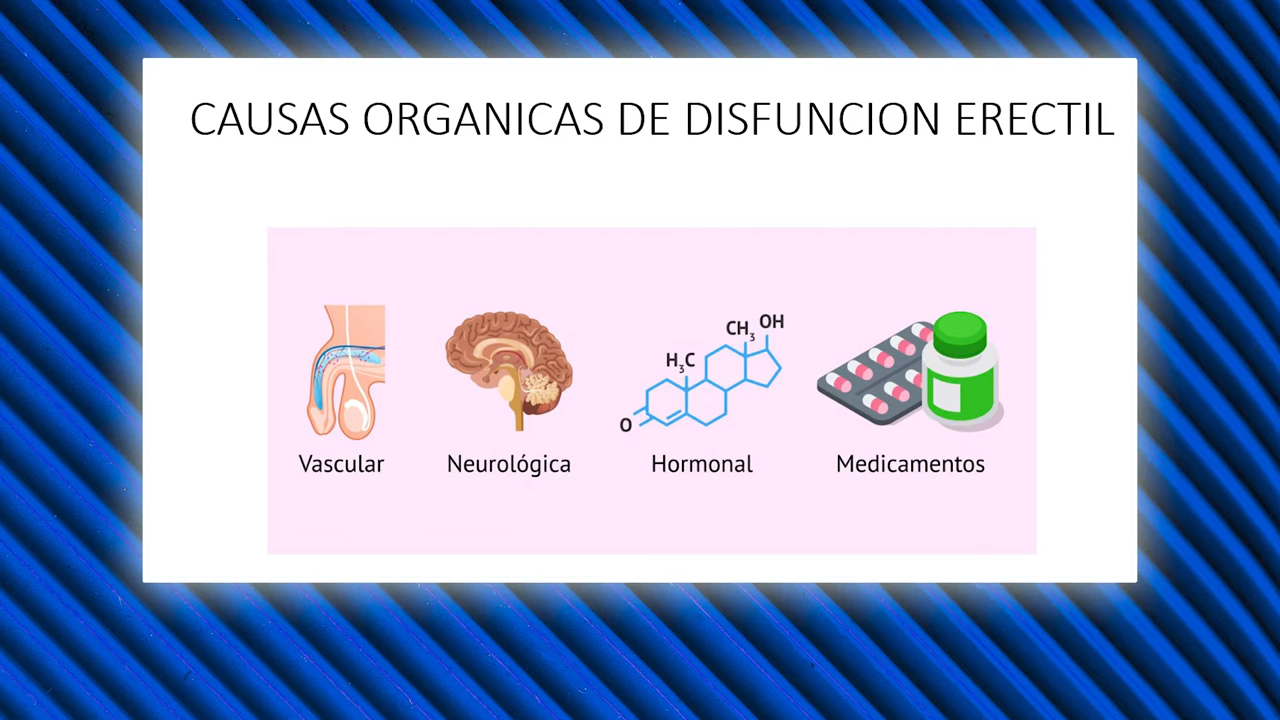 CAUSAS ORGANICAS DE DISFUNCION ERECTIL
CH₃ OH
H₃C
O
Vascular Neurológica Hormonal Medicamentos